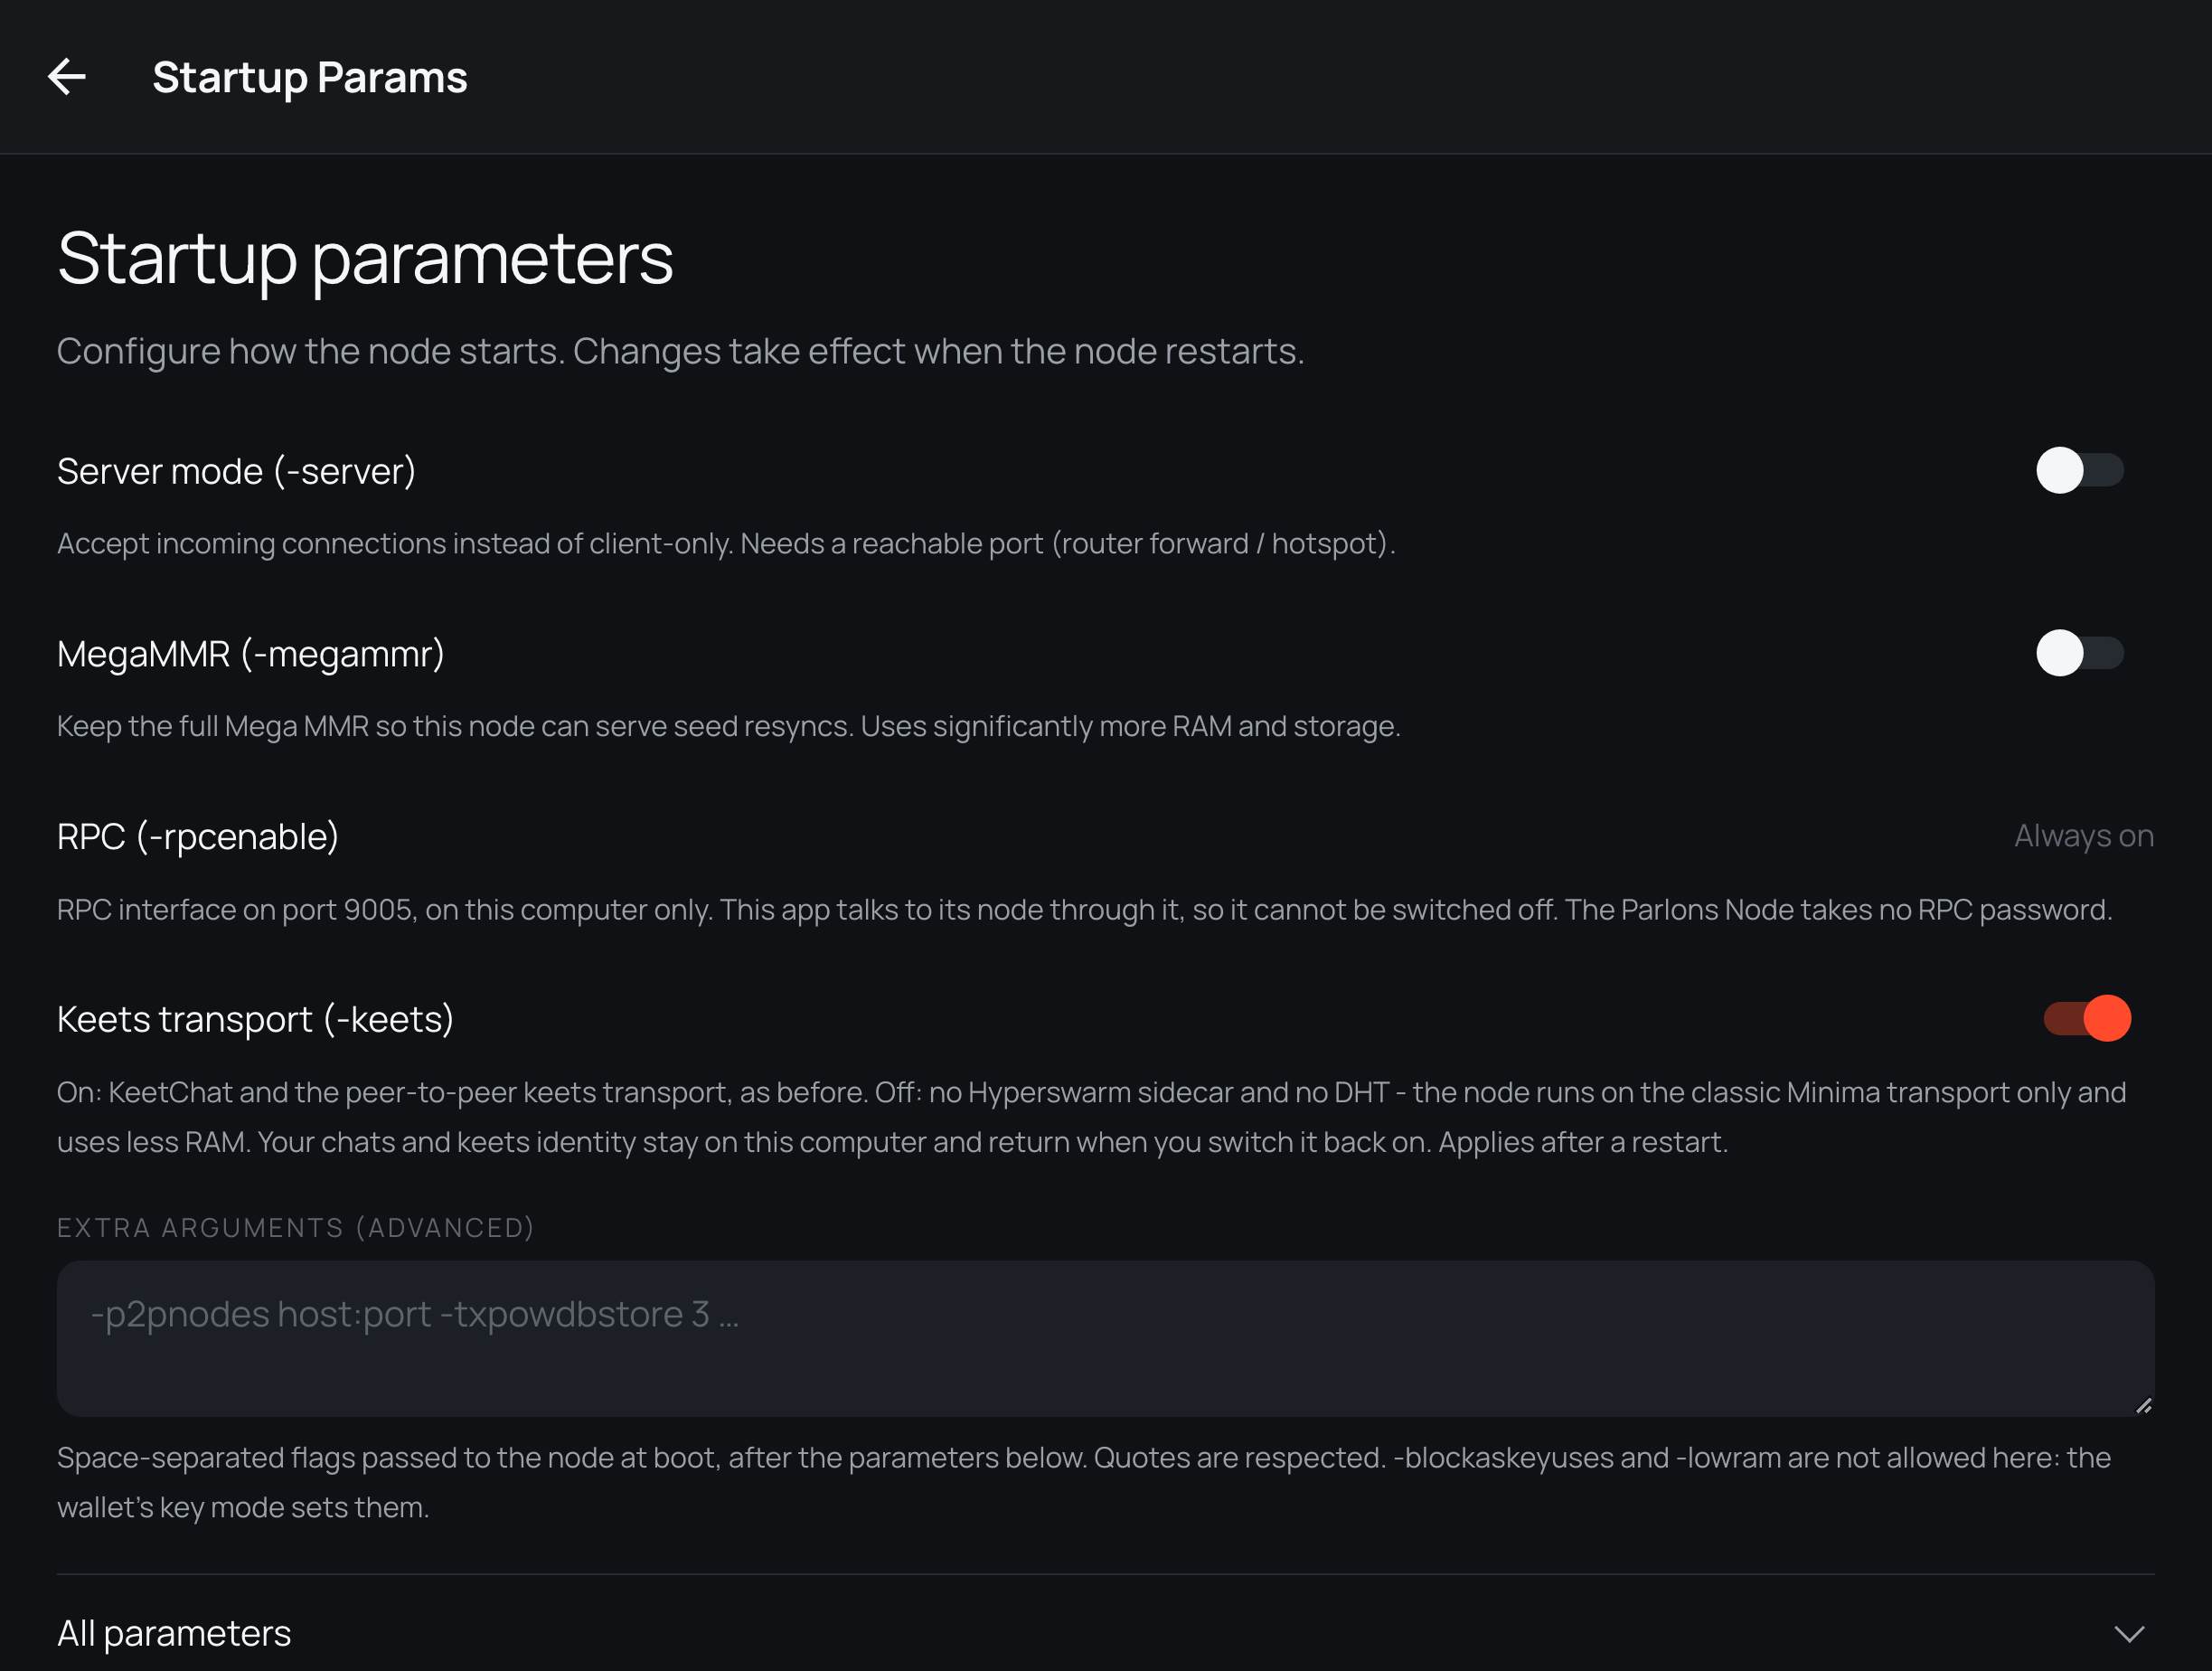 Startup Params
Startup parameters
Configure how the node starts. Changes take effect when the node restarts.
Server mode (-server)
Accept incoming connections instead of client-only. Needs a reachable port (router forward / hotspot).
MegaMMR (-megammr)
Keep the full Mega MMR so this node can serve seed resyncs. Uses significantly more RAM and storage.
RPC (-rpcenable)
Always on
RPC interface on port 9005, on this computer only. This app talks to its node through it, so it cannot be switched off. The Parlons Node takes no RPC password.
Keets transport (-keets)
On: KeetChat and the peer-to-peer keets transport, as before. Off: no Hyperswarm sidecar and no DHT - the node runs on the classic Minima transport only and
uses less RAM. Your chats and keets identity stay on this computer and return when you switch it back on. Applies after a restart.
EXTRA ARGUMENTS (ADVANCED)
-p2pnodes host:port -txpowdbstore 3 …
Space-separated flags passed to the node at boot, after the parameters below. Quotes are respected. -blockaskeyuses and -lowram are not allowed here: the
wallet’s key mode sets them.
All parameters